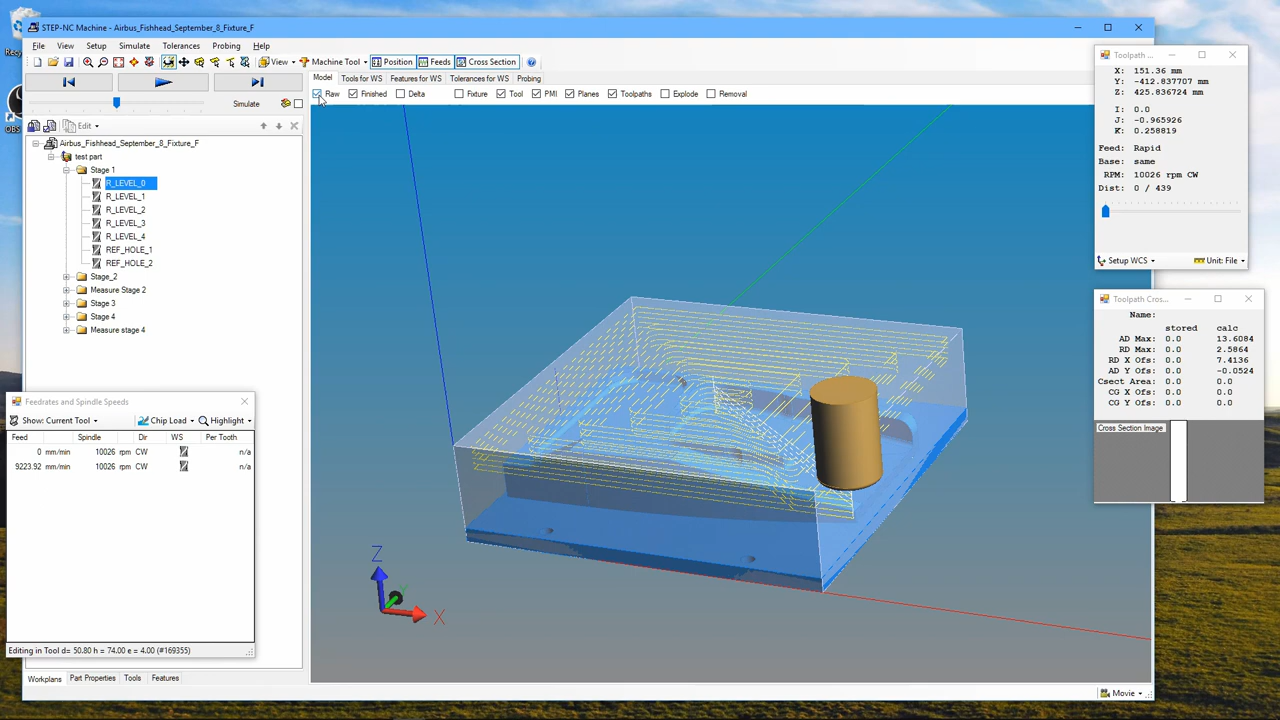 STEP-NC Machine - Airbus_Fishhead_September_8_Fixture_F
File View Setup Simulate Tolerances Probing Help
View Machine Tool Position Feeds Cross Section
Model Tools for WS Features for WS Tolerances for WS Probing
Raw Finished Delta Fixture Tool PMI Planes Toolpaths Explode Removal
Simulate
Edit
Airbus_Fishhead_September_8_Fixture_F
test part
Stage 1
R_LEVEL_0
R_LEVEL_1
R_LEVEL_2
R_LEVEL_3
R_LEVEL_4
REF_HOLE_1
REF_HOLE_2
Stage_2
Measure Stage 2
Stage 3
Stage 4
Measure stage 4
Feedrates and Spindle Speeds
Show: Current Tool Chip Load Highlight
Feed Spindle Dir WS Per Tooth
0 mm/min 10026 rpm CW n/a
9223.92 mm/min 10026 rpm CW n/a
Editing in Tool d= 50.80 h = 74.00 e = 4.00 (#169355)
Workplans Part Properties Tools Features
Z
Y
X
Toolpath ...
X: 151.36 mm
Y: -412.837707 mm
Z: 425.836724 mm
I: 0.0
J: -0.965926
K: 0.258819
Feed: Rapid
Base: same
RPM: 10026 rpm CW
Dist: 0 / 439
Setup WCS Unit: File
Toolpath Cros...
Name:
stored calc
AD Max: 0.0 13.6084
RD Max: 0.0 2.5864
RD X Ofs: 0.0 7.4136
AD Y Ofs: 0.0 -0.0524
Csect Area: 0.0 0.0
CG X Ofs: 0.0 0.0
CG Y Ofs: 0.0 0.0
Cross Section Image
Movie